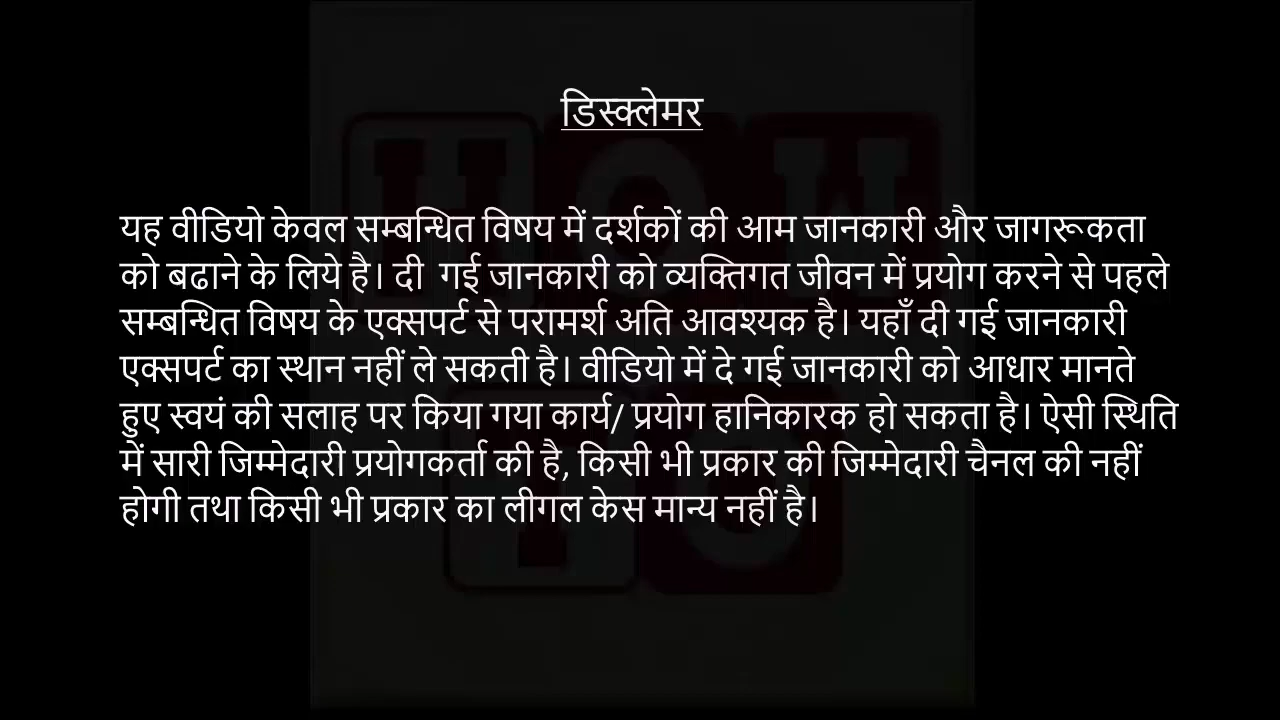 डिस्क्लेमर
यह वीडियो केवल सम्बन्धित विषय में दर्शकों की आम जानकारी और जागरूकता
को बढाने के लिये है। दी गई जानकारी को व्यक्तिगत जीवन में प्रयोग करने से पहले
सम्बन्धित विषय के एक्सपर्ट से परामर्श अति आवश्यक है। यहाँ दी गई जानकारी
एक्सपर्ट का स्थान नहीं ले सकती है। वीडियो में दे गई जानकारी को आधार मानते
हुए स्वयं की सलाह पर किया गया कार्य/ प्रयोग हानिकारक हो सकता है। ऐसी स्थिति
में सारी जिम्मेदारी प्रयोगकर्ता की है, किसी भी प्रकार की जिम्मेदारी चैनल की नहीं
होगी तथा किसी भी प्रकार का लीगल केस मान्य नहीं है।
HOW
TO